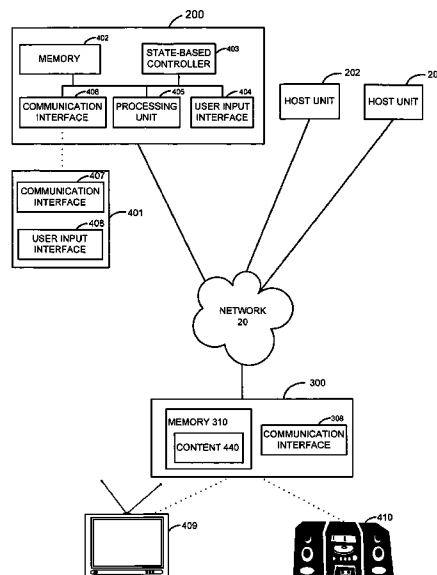 200
402
MEMORY
STATE-BASED
CONTROLLER
403
406
COMMUNICATION
INTERFACE
405
PROCESSING
UNIT
404
USER INPUT
INTERFACE
202
HOST UNIT
20
HOST UNIT
407
COMMUNICATION
INTERFACE
401
408
USER INPUT
INTERFACE
NETWORK
20
300
MEMORY 310
CONTENT 440
308
COMMUNICATION
INTERFACE
409
410